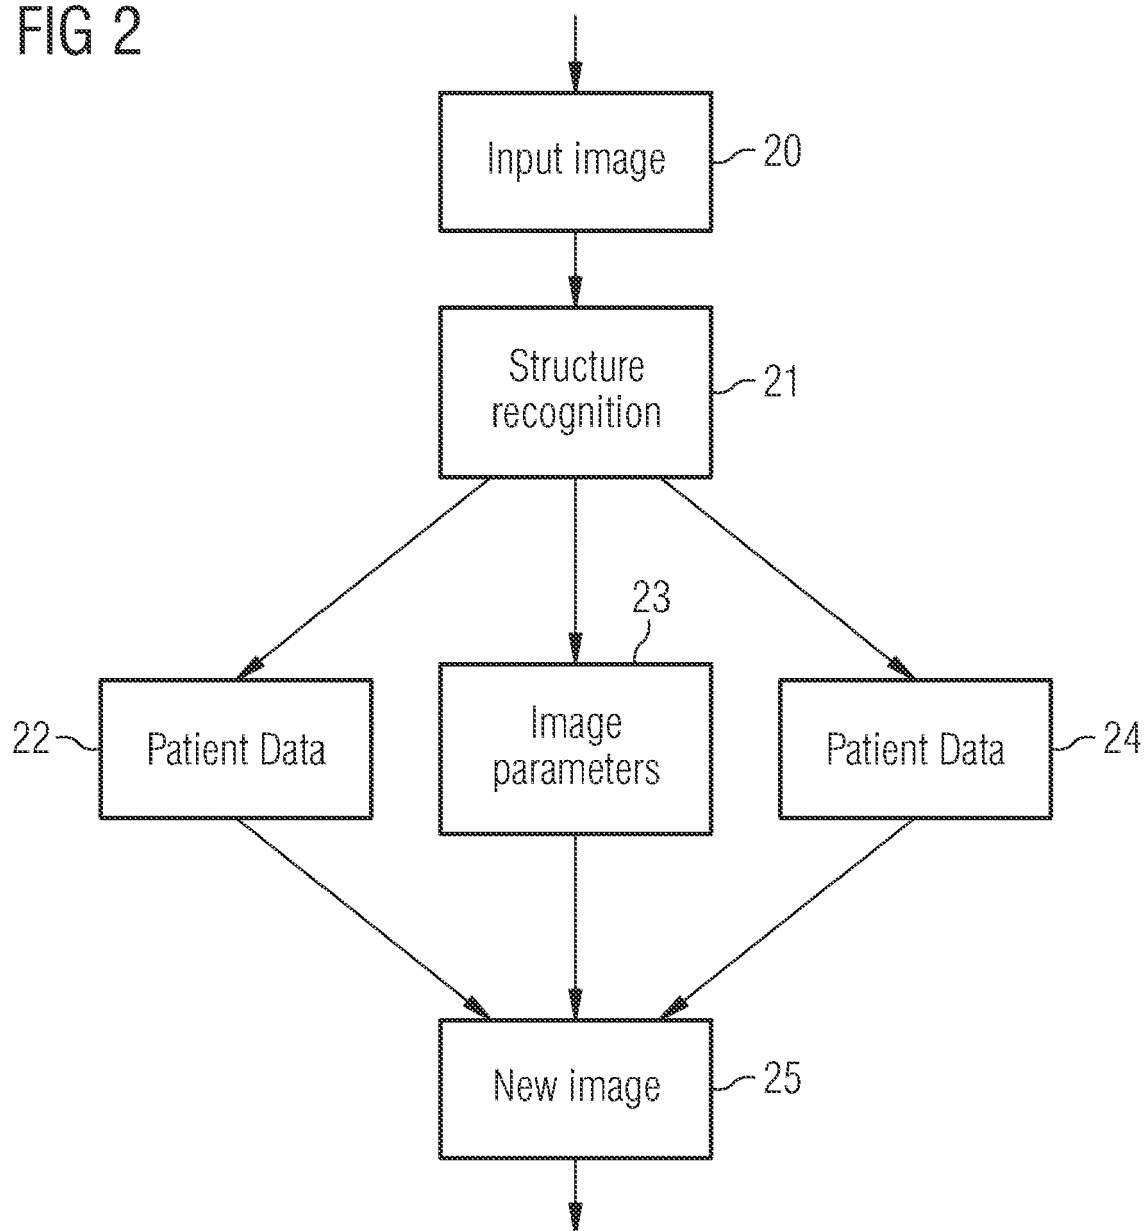 FIG 2
Input image
20
Structure
recognition
21
23
22
Patient Data
Image
parameters
Patient Data
24
New image
25